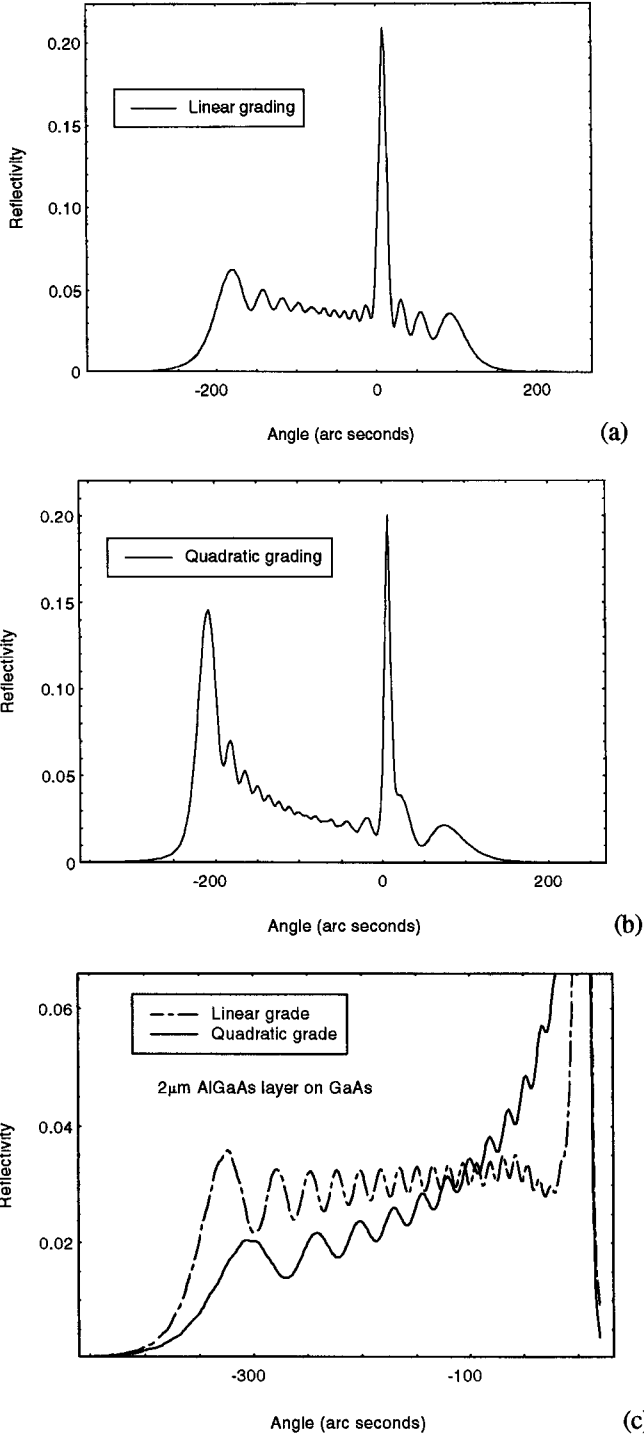 0.20
Linear grading
0.15
Reflectivity
0.10
0.05
0
-200
0
200
Angle (arc seconds)
(a)
0.20
Quadratic grading
0.15
Reflectivity
0.10
0.05
0
-200
0
200
Angle (arc seconds)
(b)
0.06
Linear grade
Quadratic grade
2μm AlGaAs layer on GaAs
0.04
Reflectivity
0.02
-300
-100
Angle (arc seconds)
(c